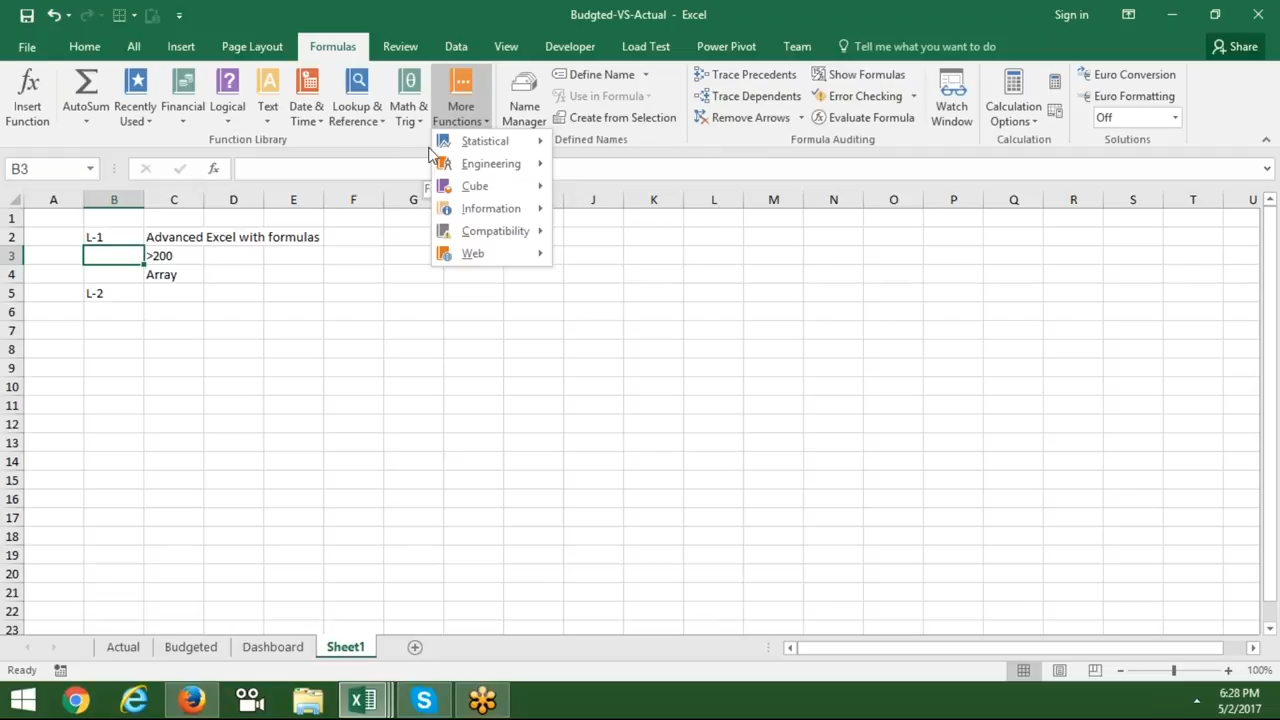 Budgted-VS-Actual - Excel
Sign in
File Home All Insert Page Layout Formulas Review Data View Developer Load Test Power Pivot Team Tell me what you want to do Share
Insert Function
AutoSum
Recently Used
Financial
Logical
Text
Date & Time
Lookup & Reference
Math & Trig
More Functions
Name Manager
Define Name
Use in Formula
Create from Selection
Trace Precedents
Trace Dependents
Remove Arrows
Show Formulas
Error Checking
Evaluate Formula
Watch Window
Calculation Options
Euro Conversion
Euro Formatting
Off
Function Library
Defined Names
Formula Auditing
Calculation
Solutions
Statistical
Engineering
Cube
Information
Compatibility
Web
B3
fx
A B C D E F G J K L M N O P Q R S T U
1
2 L-1 Advanced Excel with formulas
3 >200
4 Array
5 L-2
6
7
8
9
10
11
12
13
14
15
16
17
18
19
20
21
22
23
Actual Budgeted Dashboard Sheet1
Ready
100%
6:28 PM
5/2/2017